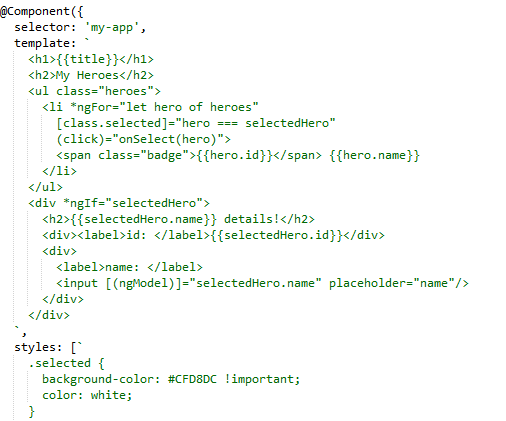 @Component({
  selector: 'my-app',
  template: `
    <h1>{{title}}</h1>
    <h2>My Heroes</h2>
    <ul class="heroes">
      <li *ngFor="let hero of heroes"
        [class.selected]="hero === selectedHero"
        (click)="onSelect(hero)">
        <span class="badge">{{hero.id}}</span> {{hero.name}}
      </li>
    </ul>
    <div *ngIf="selectedHero">
      <h2>{{selectedHero.name}} details!</h2>
      <div><label>id: </label>{{selectedHero.id}}</div>
      <div>
        <label>name: </label>
        <input [(ngModel)]="selectedHero.name" placeholder="name"/>
      </div>
    </div>
  `,
  styles: [`
    .selected {
      background-color: #CFD8DC !important;
      color: white;
    }